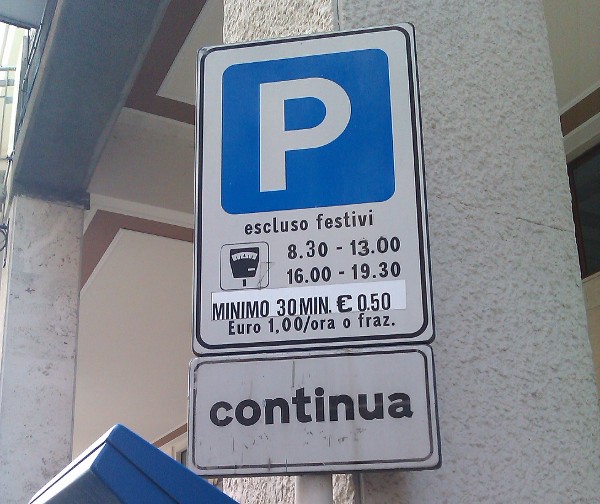 P
escluso festivi
8.30 - 13.00
16.00 - 19.30
MINIMO 30 MIN. € 0.50
Euro 1,00/ora o fraz.
continua